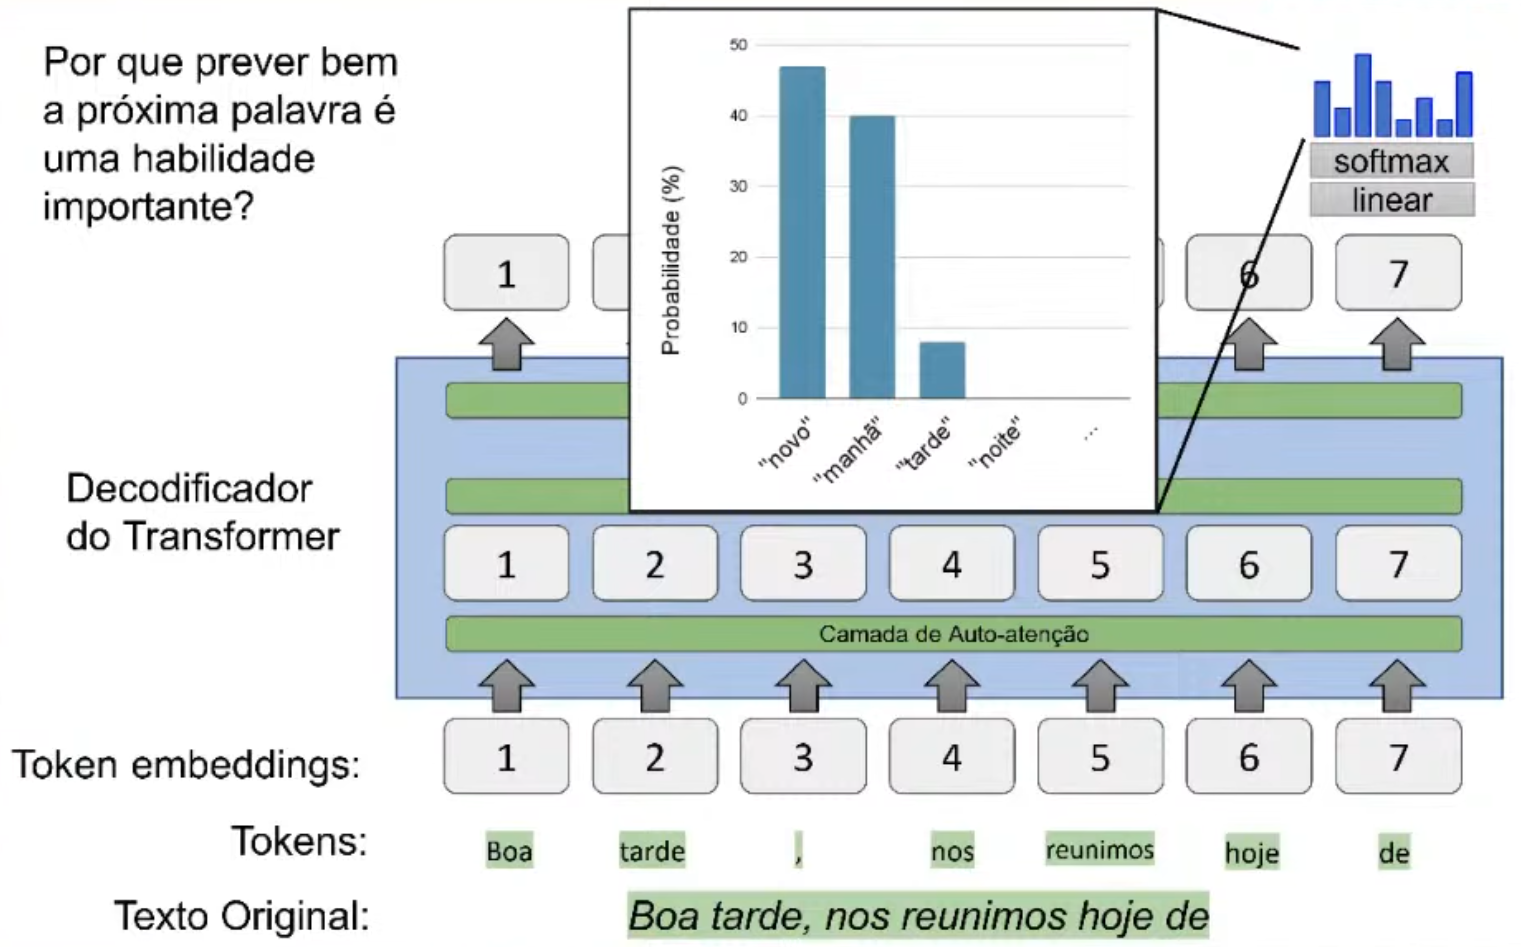 Por que prever bem
a próxima palavra é
uma habilidade
importante?
50
40
30
20
10
0
Probabilidade (%)
"novo"
"manhã"
"tarde"
"noite"
...
softmax
linear
1
6
7
Decodificador
do Transformer
1 2 3 4 5 6 7
Camada de Auto-atenção
Token embeddings:
1 2 3 4 5 6 7
Tokens:
Boa tarde , nos reunimos hoje de
Texto Original:
Boa tarde, nos reunimos hoje de